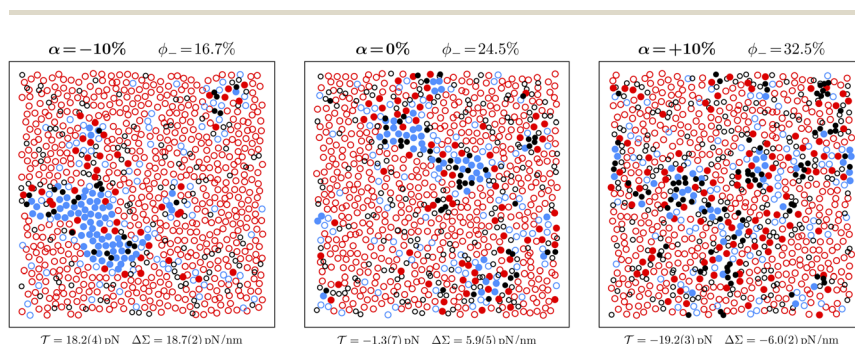 α = −10% ϕ₋ = 16.7%
α = 0% ϕ₋ = 24.5%
α = +10% ϕ₋ = 32.5%
𝒯 = 18.2(4) pN ΔΣ = 18.7(2) pN/nm
𝒯 = −1.3(7) pN ΔΣ = 5.9(5) pN/nm
𝒯 = −19.2(3) pN ΔΣ = −6.0(2) pN/nm